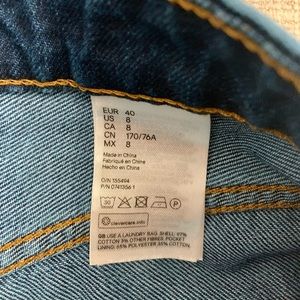 EUR 40
US 8
CA 8
CN 170/76A
MX 8
Made in China
Fabriqué en Chine
Hecho en China
O/N 155494
P/N 0741356 1
30
P
clevercare.info
GB USE A LAUNDRY BAG. SHELL: 97%
COTTON 3% OTHER FIBRES. POCKET
LINING: 65% POLYESTER 35% COTTON